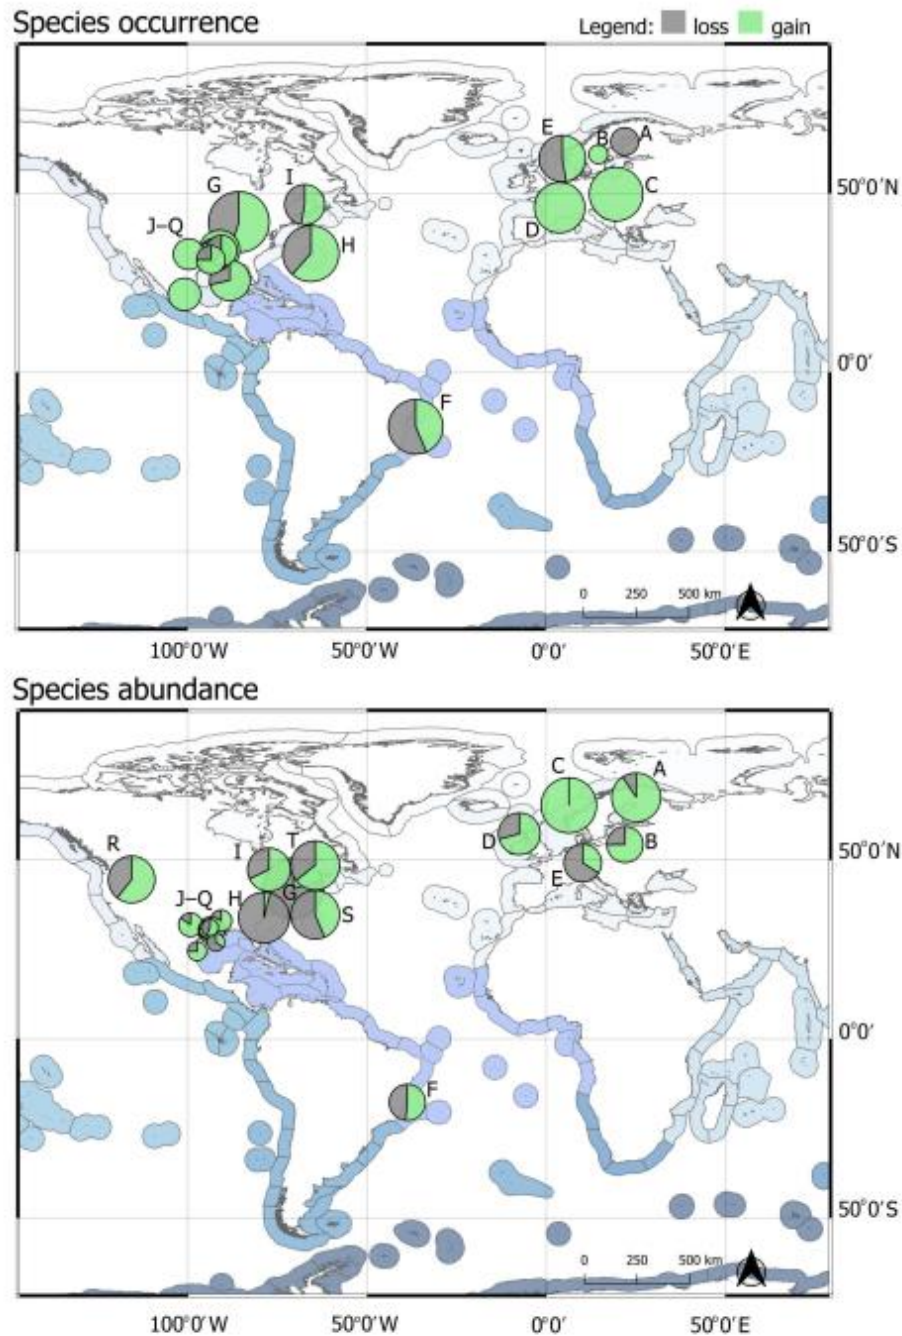 Species occurrence
Legend: loss gain
E
B
A
50°0'N
G
I
C
J-Q
D
H
0°0'
F
50°0'S
0 250 500 km
100°0'W 50°0'W 0°0' 50°0'E
Species abundance
C
A
R
I
T
D
B
50°0'N
E
J-Q
H
G
S
0°0'
F
50°0'S
0 250 500 km
100°0'W 50°0'W 0°0' 50°0'E